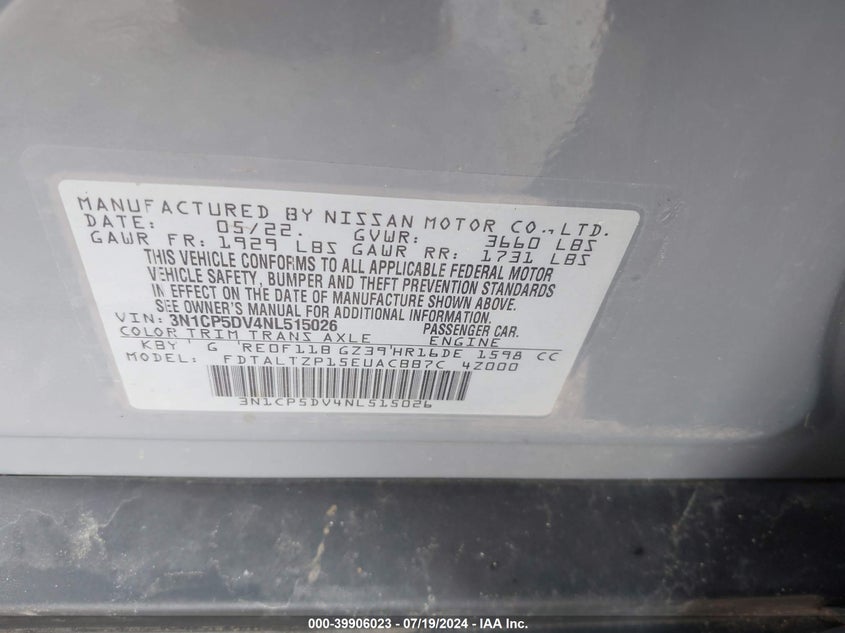 MANUFACTURED BY NISSAN MOTOR CO.,LTD.
DATE: 05/22. GVWR: 3660 LBS
GAWR FR: 1929 LBS GAWR RR: 1731 LBS
THIS VEHICLE CONFORMS TO ALL APPLICABLE FEDERAL MOTOR
VEHICLE SAFETY, BUMPER AND THEFT PREVENTION STANDARDS
IN EFFECT ON THE DATE OF MANUFACTURE SHOWN ABOVE.
SEE OWNER'S MANUAL FOR ADDITIONAL INFORMATION.
VIN: 3N1CP5DV4NL515026 PASSENGER CAR.
COLOR TRIM TRANS AXLE ENGINE
KBY G RE0F11B GZ39 HR16DE 1598 CC
MODEL: FDTALTZP15EUACBB7C 4Z000
3N1CP5DV4NL515026
000-39906023 - 07/19/2024 - IAA Inc.